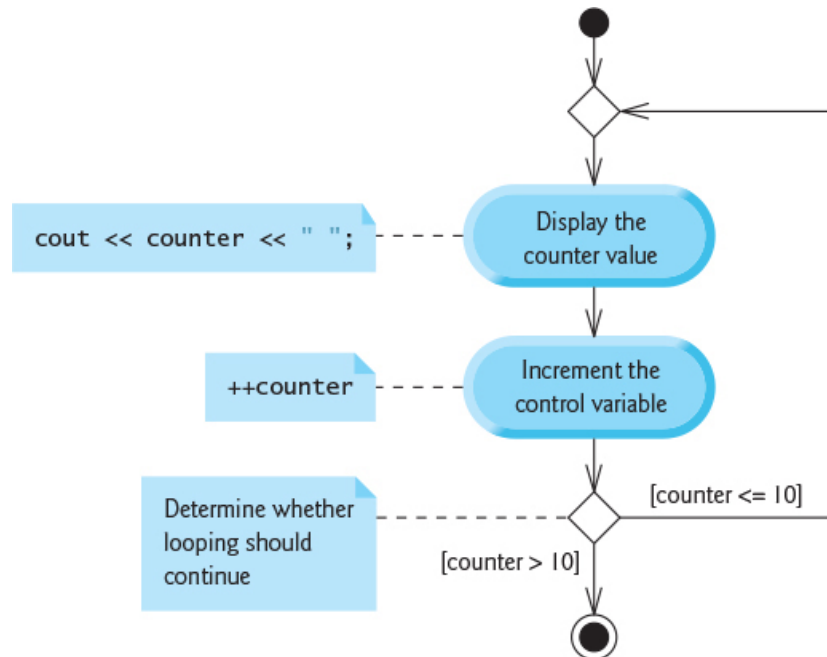 cout << counter << " ";
Display the
counter value
++counter
Increment the
control variable
Determine whether
looping should
continue
[counter <= 10]
[counter > 10]